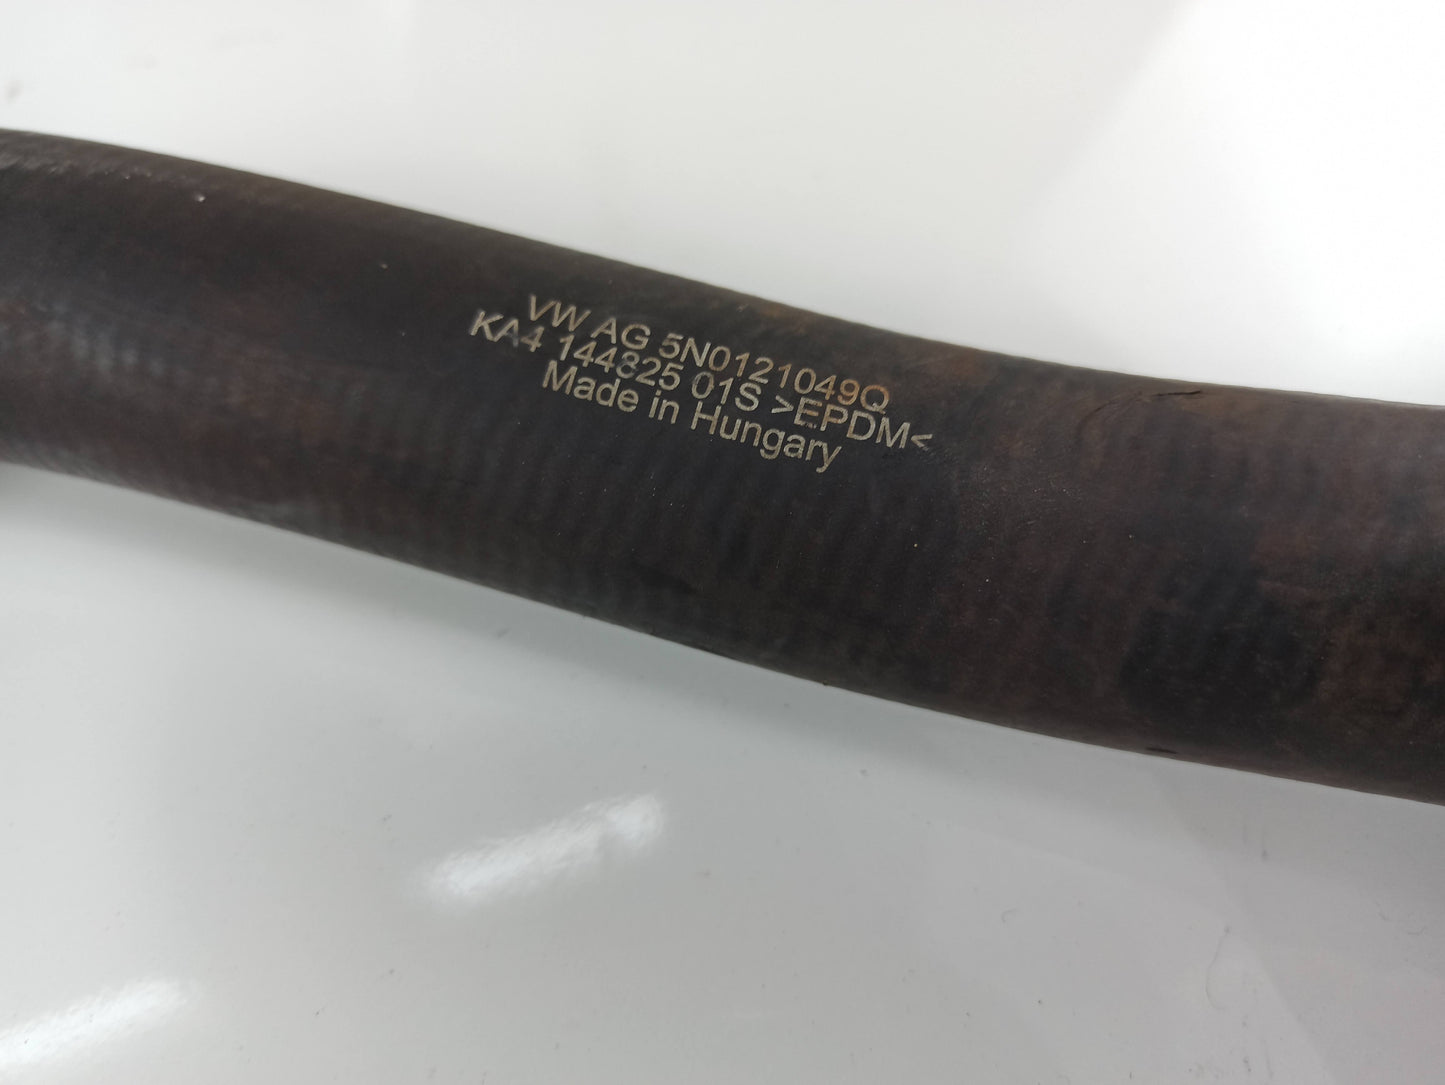 VW AG 5N0121049Q
KA4 144825 01S >EPDM<
Made in Hungary